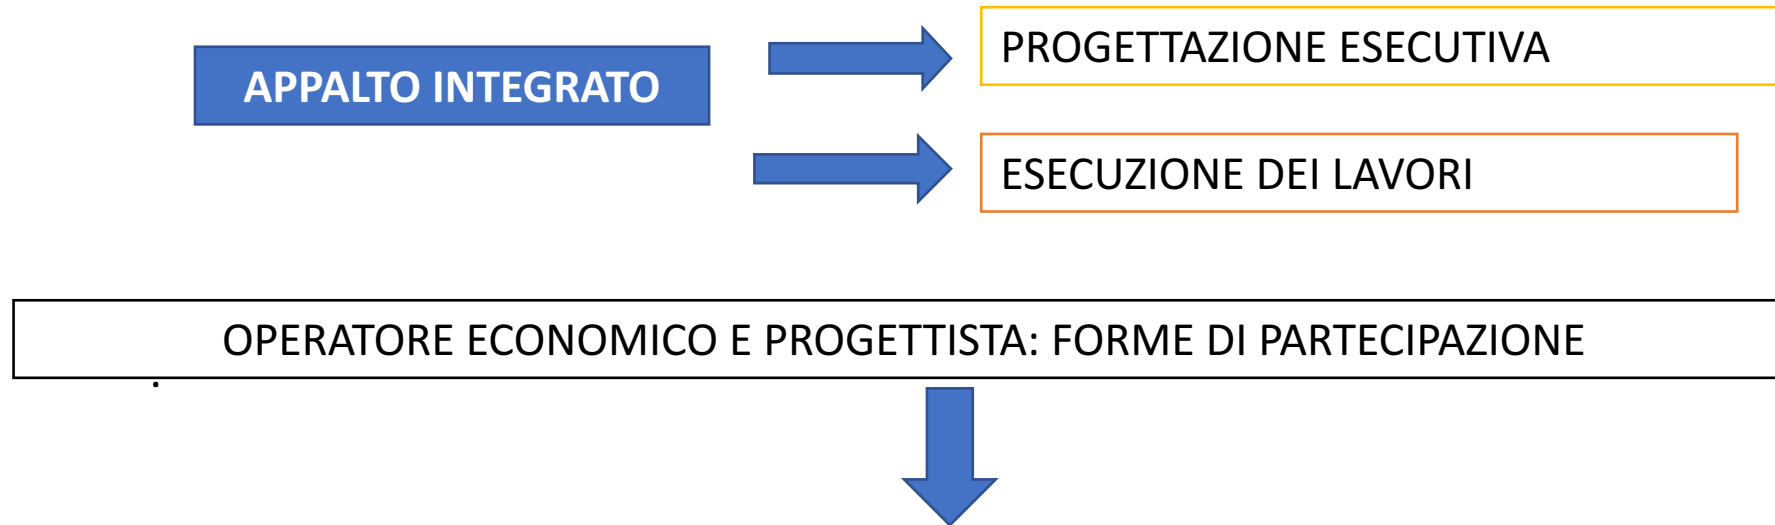 APPALTO INTEGRATO
PROGETTAZIONE ESECUTIVA
ESECUZIONE DEI LAVORI
OPERATORE ECONOMICO E PROGETTISTA: FORME DI PARTECIPAZIONE
.